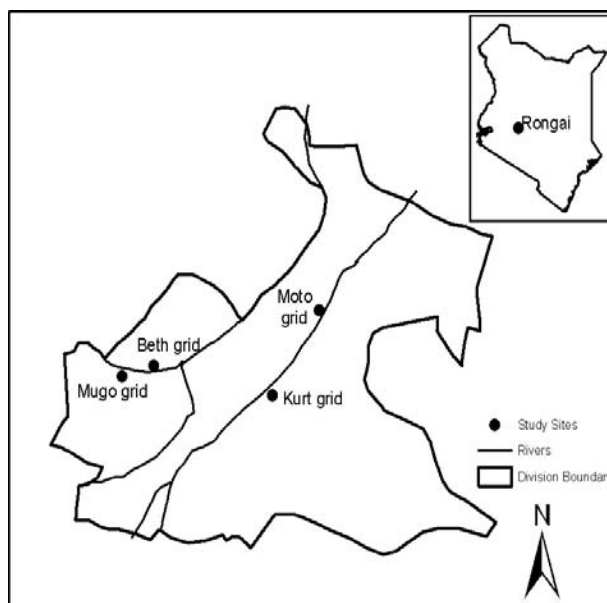 Rongai
Moto
grid
Beth grid
Mugo grid
Kurt grid
Study Sites
Rivers
Division Boundar
N